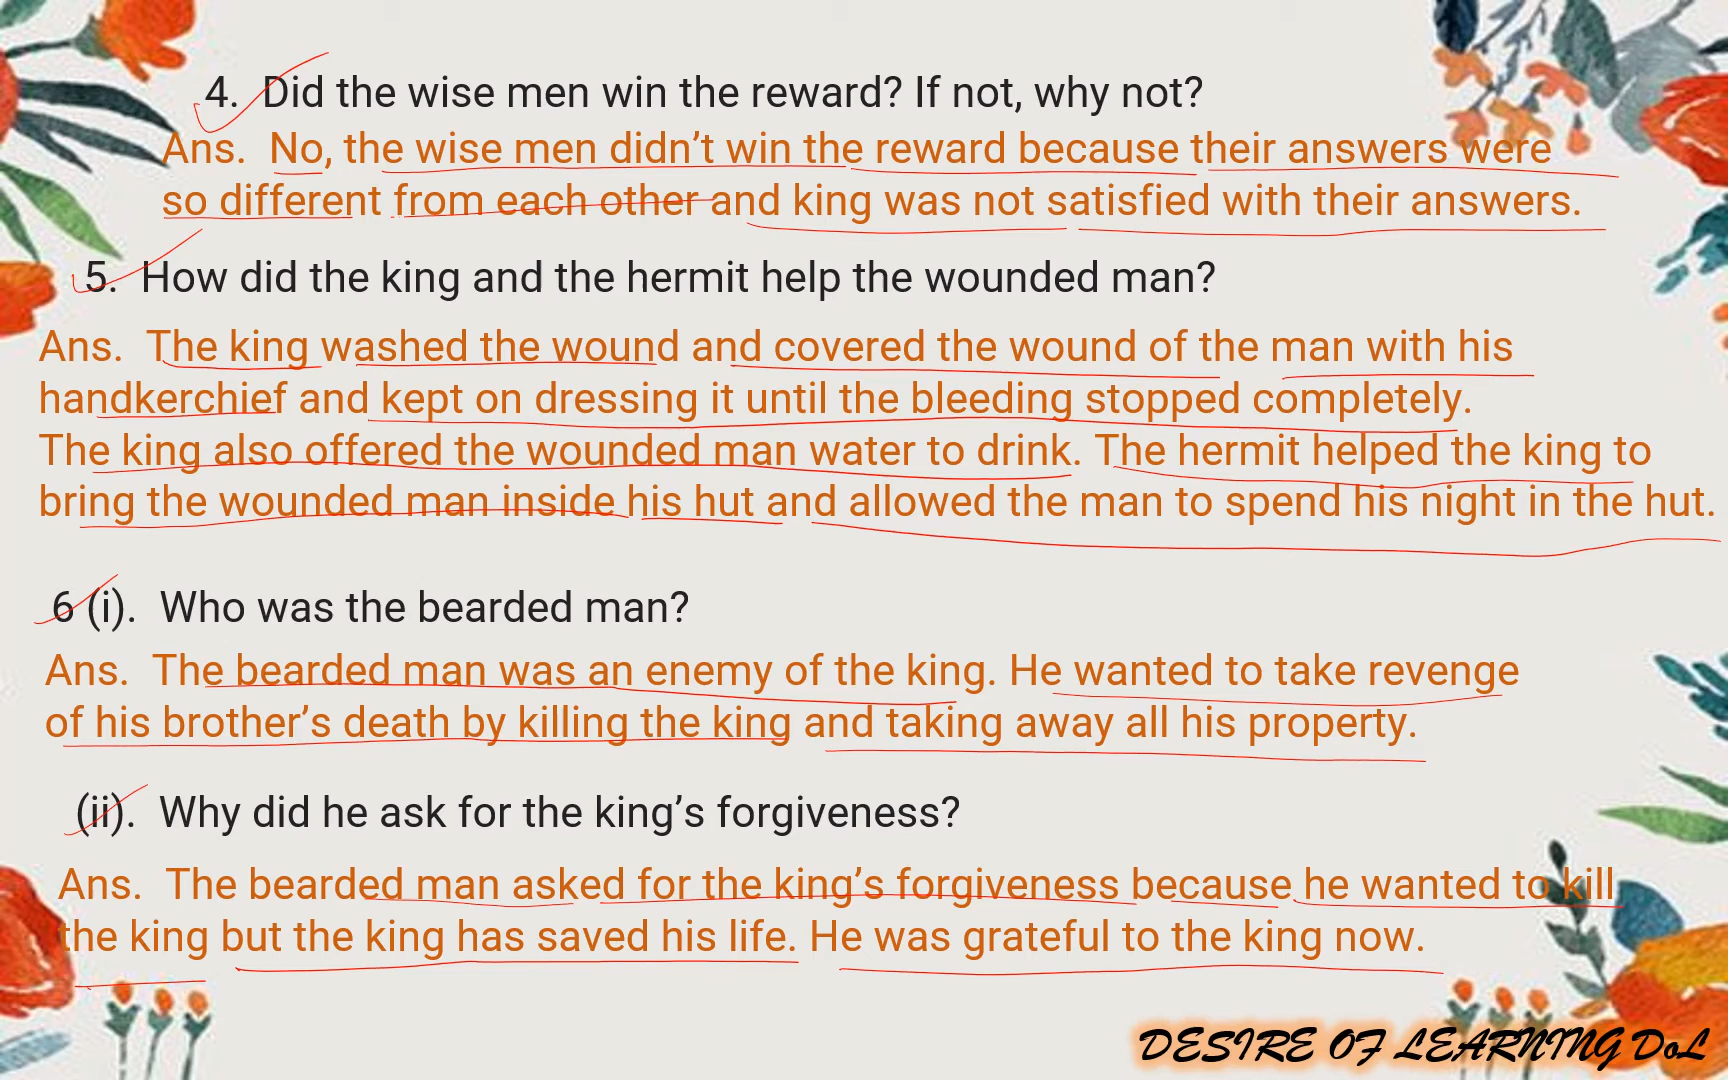 4. Did the wise men win the reward? If not, why not?
Ans. No, the wise men didn’t win the reward because their answers were
so different from each other and king was not satisfied with their answers.
5. How did the king and the hermit help the wounded man?
Ans. The king washed the wound and covered the wound of the man with his
handkerchief and kept on dressing it until the bleeding stopped completely.
The king also offered the wounded man water to drink. The hermit helped the king to
bring the wounded man inside his hut and allowed the man to spend his night in the hut.
6 (i). Who was the bearded man?
Ans. The bearded man was an enemy of the king. He wanted to take revenge
of his brother’s death by killing the king and taking away all his property.
(ii). Why did he ask for the king’s forgiveness?
Ans. The bearded man asked for the king’s forgiveness because he wanted to kill
the king but the king has saved his life. He was grateful to the king now.
DESIRE OF LEARNING DoL